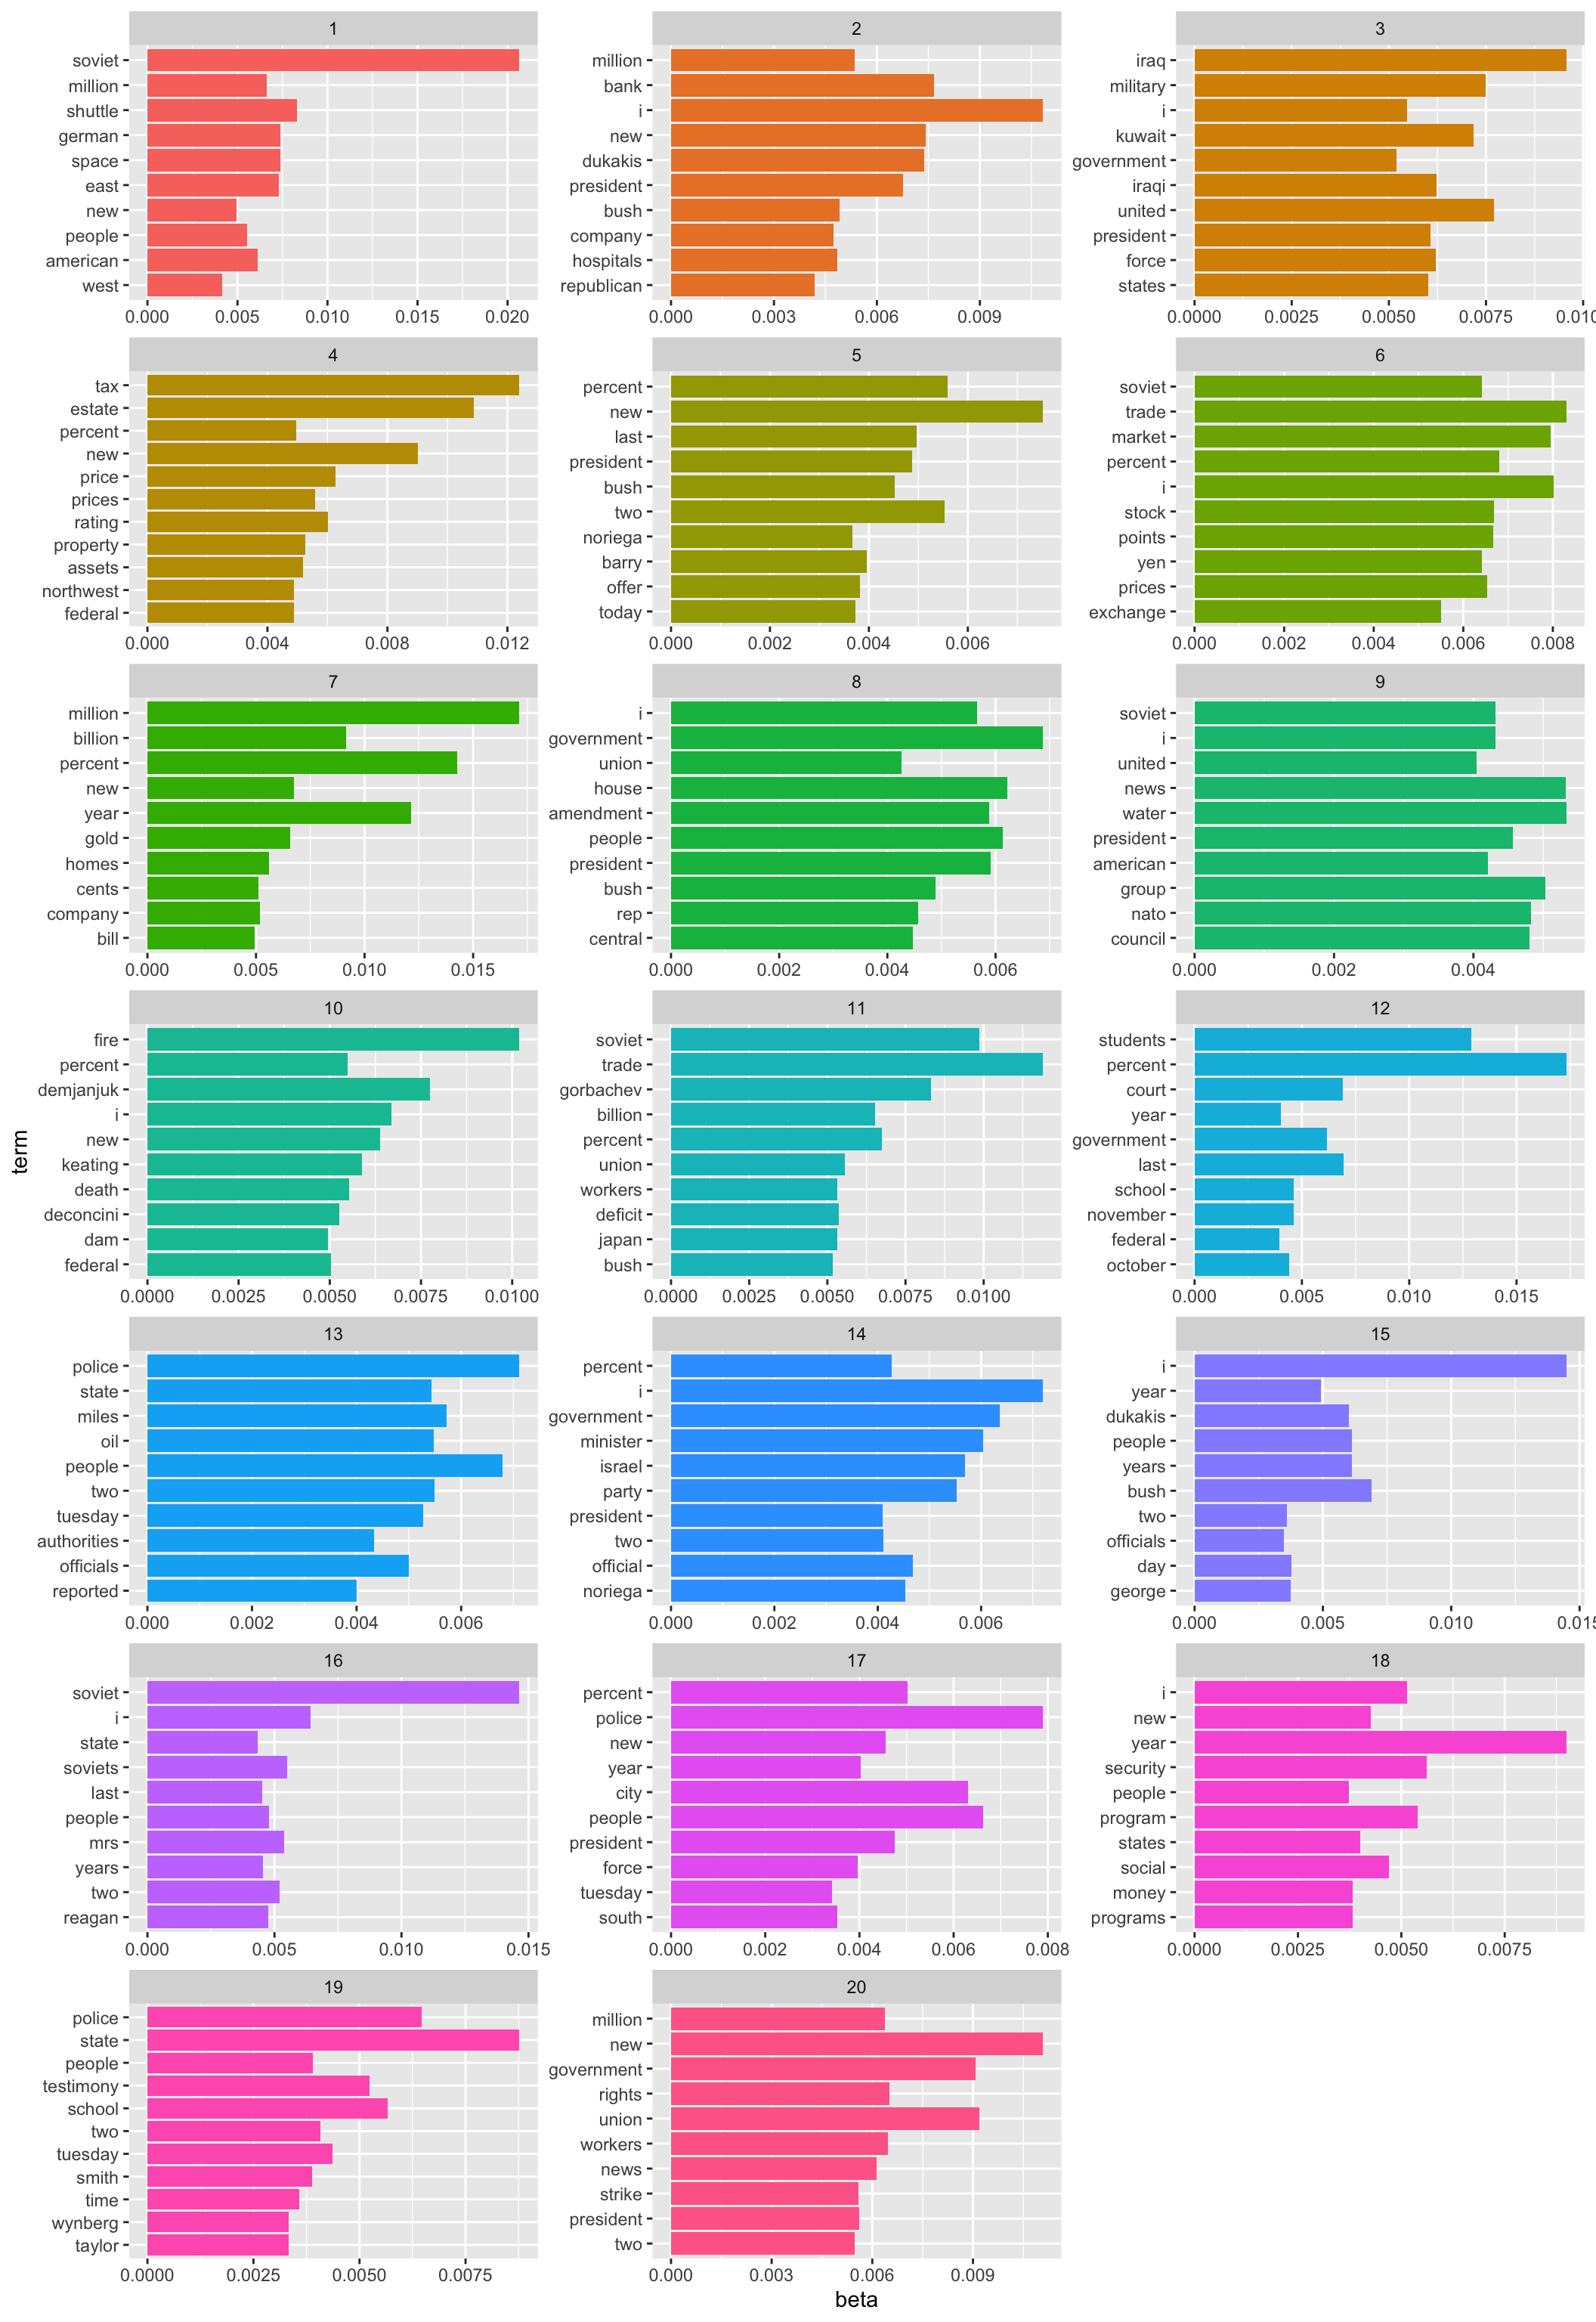 1
soviet
million
shuttle
german
space
east
new
people
american
west
0.000 0.005 0.010 0.015 0.020
2
million
bank
i
new
dukakis
president
bush
company
hospitals
republican
0.000 0.003 0.006 0.009
3
iraq
military
i
kuwait
government
iraqi
united
president
force
states
0.0000 0.0025 0.0050 0.0075 0.010
4
tax
estate
percent
new
price
prices
rating
property
assets
northwest
federal
0.000 0.004 0.008 0.012
5
percent
new
last
president
bush
two
noriega
barry
offer
today
0.000 0.002 0.004 0.006
6
soviet
trade
market
percent
i
stock
points
yen
prices
exchange
0.000 0.002 0.004 0.006 0.008
7
million
billion
percent
new
year
gold
homes
cents
company
bill
0.000 0.005 0.010 0.015
8
i
government
union
house
amendment
people
president
bush
rep
central
0.000 0.002 0.004 0.006
9
soviet
i
united
news
water
president
american
group
nato
council
0.000 0.002 0.004
10
fire
percent
demjanjuk
i
new
keating
death
deconcini
dam
federal
0.0000 0.0025 0.0050 0.0075 0.0100
11
soviet
trade
gorbachev
billion
percent
union
workers
deficit
japan
bush
0.0000 0.0025 0.0050 0.0075 0.0100
12
students
percent
court
year
government
last
school
november
federal
october
0.000 0.005 0.010 0.015
term
13
police
state
miles
oil
people
two
tuesday
authorities
officials
reported
0.000 0.002 0.004 0.006
14
percent
i
government
minister
israel
party
president
two
official
noriega
0.000 0.002 0.004 0.006
15
i
year
dukakis
people
years
bush
two
officials
day
george
0.000 0.005 0.010 0.015
16
soviet
i
state
soviets
last
people
mrs
years
two
reagan
0.000 0.005 0.010 0.015
17
percent
police
new
year
city
people
president
force
tuesday
south
0.000 0.002 0.004 0.006 0.008
18
i
new
year
security
people
program
states
social
money
programs
0.0000 0.0025 0.0050 0.0075
19
police
state
people
testimony
school
two
tuesday
smith
time
wynberg
taylor
0.0000 0.0025 0.0050 0.0075
20
million
new
government
rights
union
workers
news
strike
president
two
0.000 0.003 0.006 0.009
beta